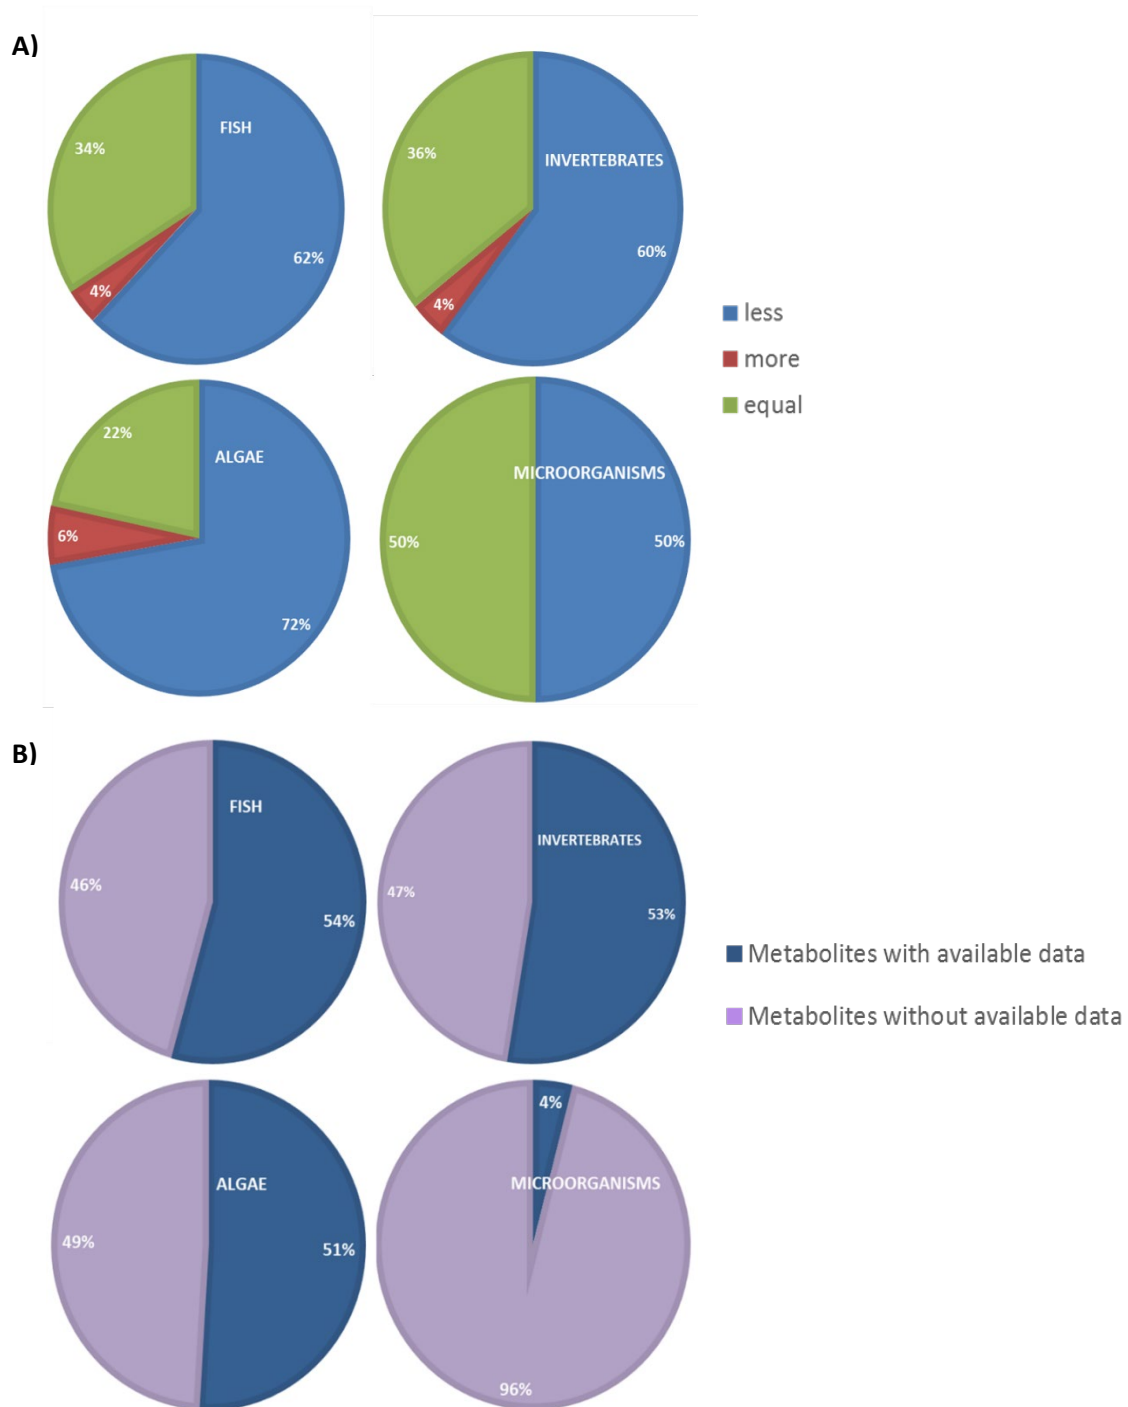 A)
FISH
34%
62%
4%
INVERTEBRATES
36%
60%
4%
less
more
equal
ALGAE
22%
6%
72%
MICROORGANISMS
50%
50%
B)
FISH
46%
54%
INVERTEBRATES
47%
53%
Metabolites with available data
Metabolites without available data
ALGAE
49%
51%
4%
MICROORGANISMS
96%